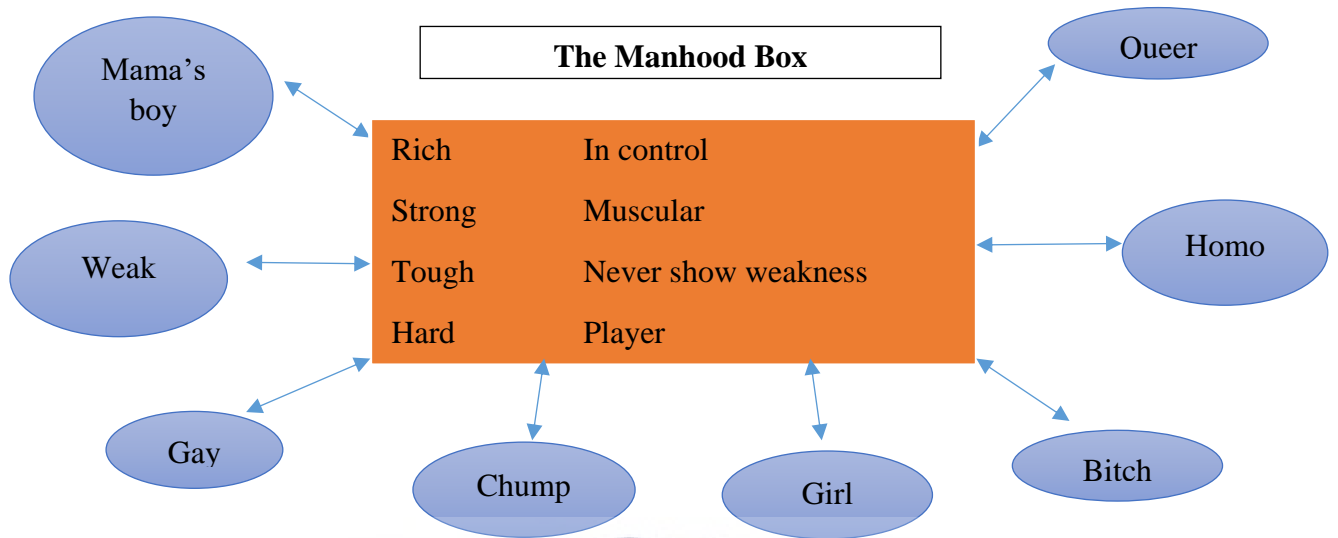 The Manhood Box
Mama’s
boy
Queer
Rich In control
Strong Muscular
Tough Never show weakness
Hard Player
Weak
Homo
Gay
Chump
Girl
Bitch